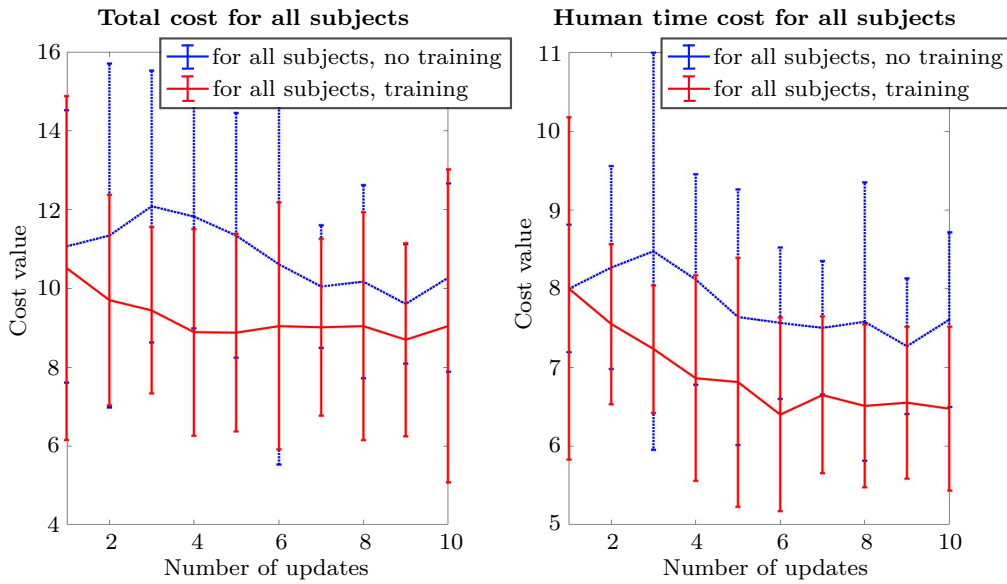 Total cost for all subjects
for all subjects, no training
for all subjects, training
16
14
12
10
8
6
4
2
4
6
8
10
Cost value
Number of updates
Human time cost for all subjects
for all subjects, no training
for all subjects, training
11
10
9
8
7
6
5
2
4
6
8
10
Cost value
Number of updates